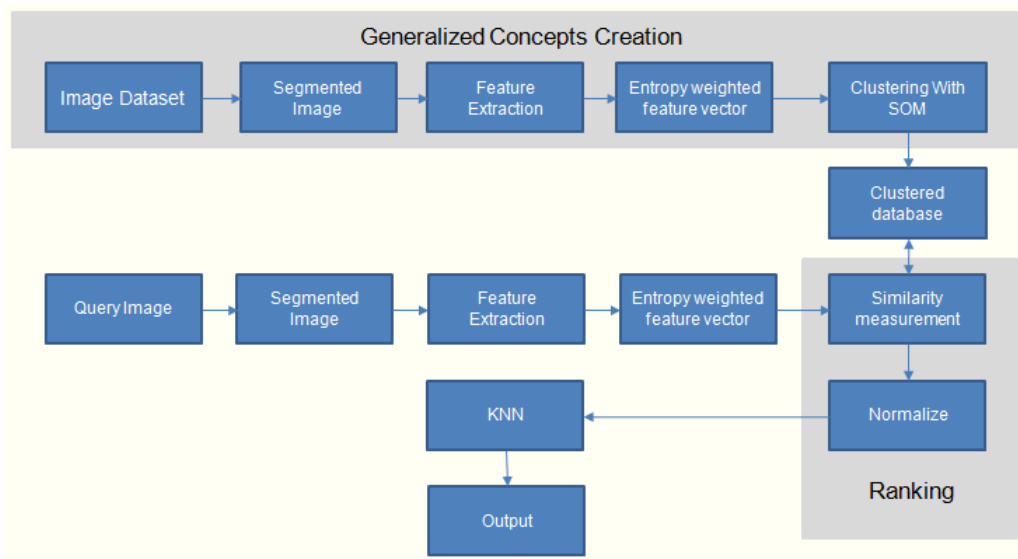 Generalized Concepts Creation
Image Dataset
Segmented
Image
Feature
Extraction
Entropy weighted
feature vector
Clustering With
SOM
Clustered
database
Query Image
Segmented
Image
Feature
Extraction
Entropy weighted
feature vector
Similarity
measurement
KNN
Normalize
Ranking
Output